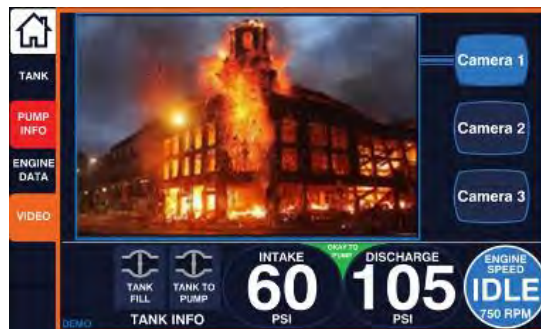 TANK
PUMP
INFO
ENGINE
DATA
VIDEO
Camera 1
Camera 2
Camera 3
DEMO
TANK
FILL
TANK TO
PUMP
TANK INFO
INTAKE
60
PSI
OKAY TO
PUMP
DISCHARGE
105
PSI
ENGINE
SPEED
IDLE
750 RPM